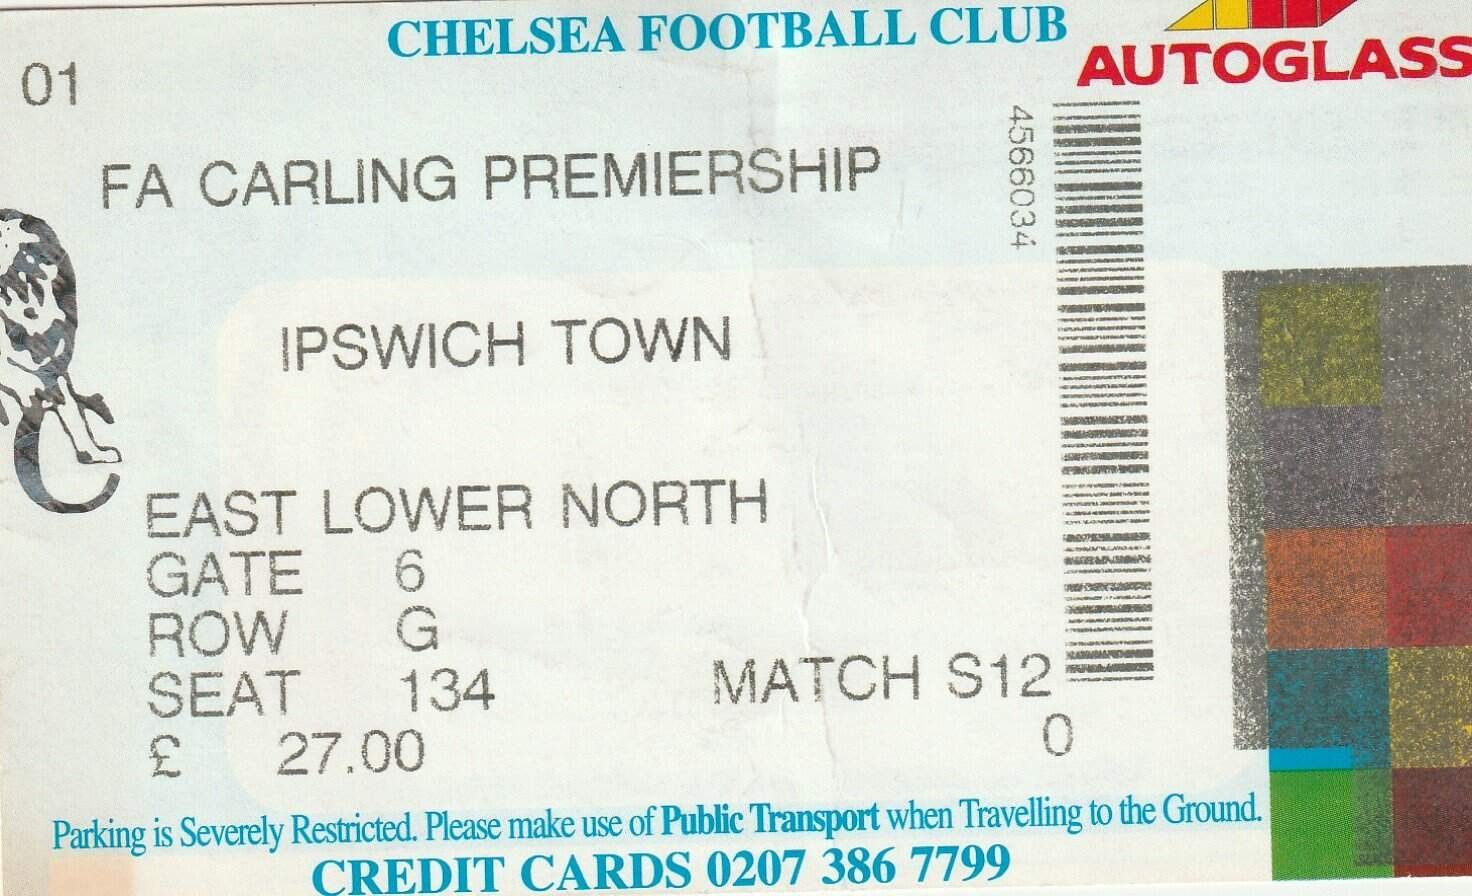 CHELSEA FOOTBALL CLUB
AUTOGLASS
01
4566034
FA CARLING PREMIERSHIP
IPSWICH TOWN
EAST LOWER NORTH
GATE 6
ROW G
SEAT 134
MATCH S12
£ 27.00
0
Parking is Severely Restricted. Please make use of Public Transport when Travelling to the Ground.
CREDIT CARDS 0207 386 7799